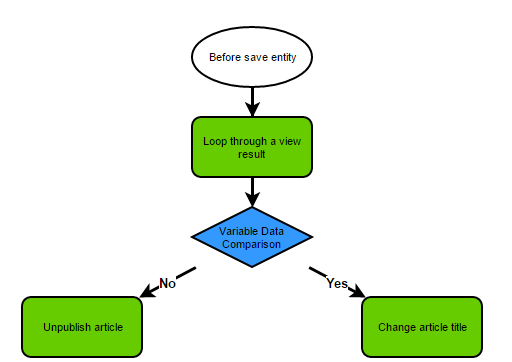 Before save entity
Loop through a view
result
Variable Data
Comparison
No
Yes
Unpublish article
Change article title